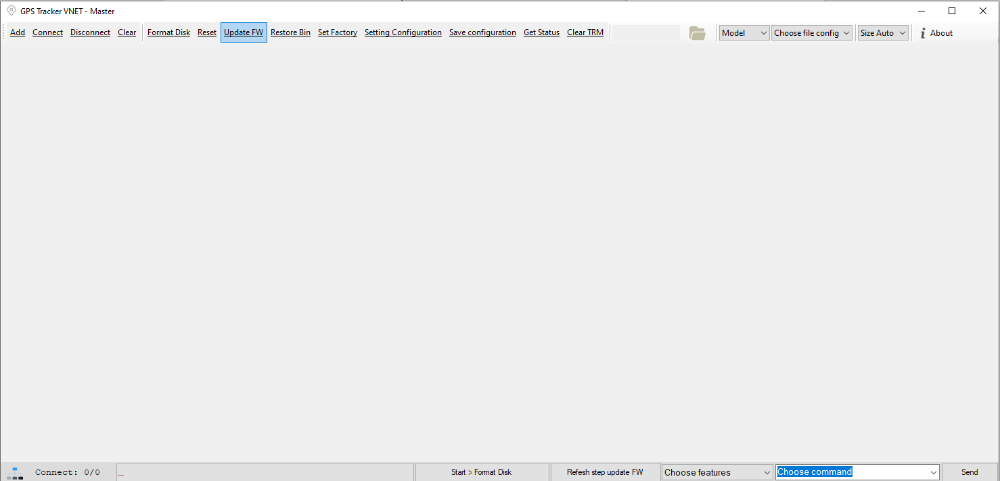 GPS Tracker VNET - Master
Add Connect Disconnect Clear Format Disk Reset Update FW Restore Bin Set Factory Setting Configuration Save configuration Get Status Clear TRM Model Choose file config Size Auto About
Connect: 0/0 ... Start > Format Disk Refesh step update FW Choose features Choose command Send